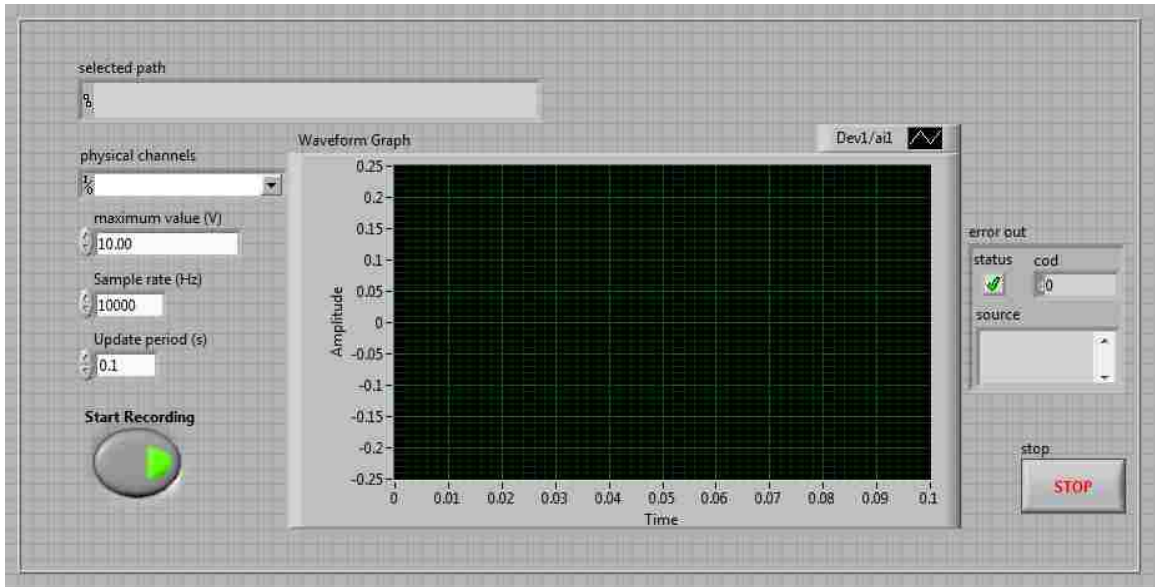 selected path
physical channels
maximum value (V)
10.00
Sample rate (Hz)
10000
Update period (s)
0.1
Start Recording
Waveform Graph
Dev1/ai1
Amplitude
0.25
0.2
0.15
0.1
0.05
0
-0.05
-0.1
-0.15
-0.2
-0.25
0 0.01 0.02 0.03 0.04 0.05 0.06 0.07 0.08 0.09 0.1
Time
error out
status cod
0
source
stop
STOP